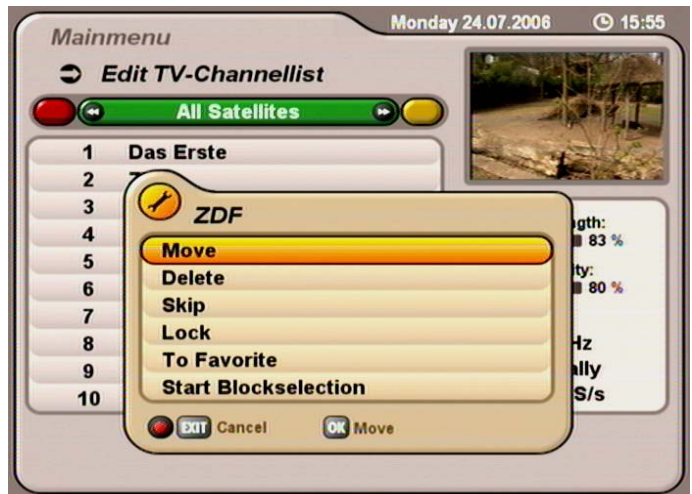 Monday 24.07.2006 15:55
Mainmenu
Edit TV-Channellist
All Satellites
1 Das Erste
2
3
4
5
6
7
8
9
10
ZDF
Move
Delete
Skip
Lock
To Favorite
Start Blockselection
EXIT Cancel OK Move
83 %
80 %
Hz
S/s